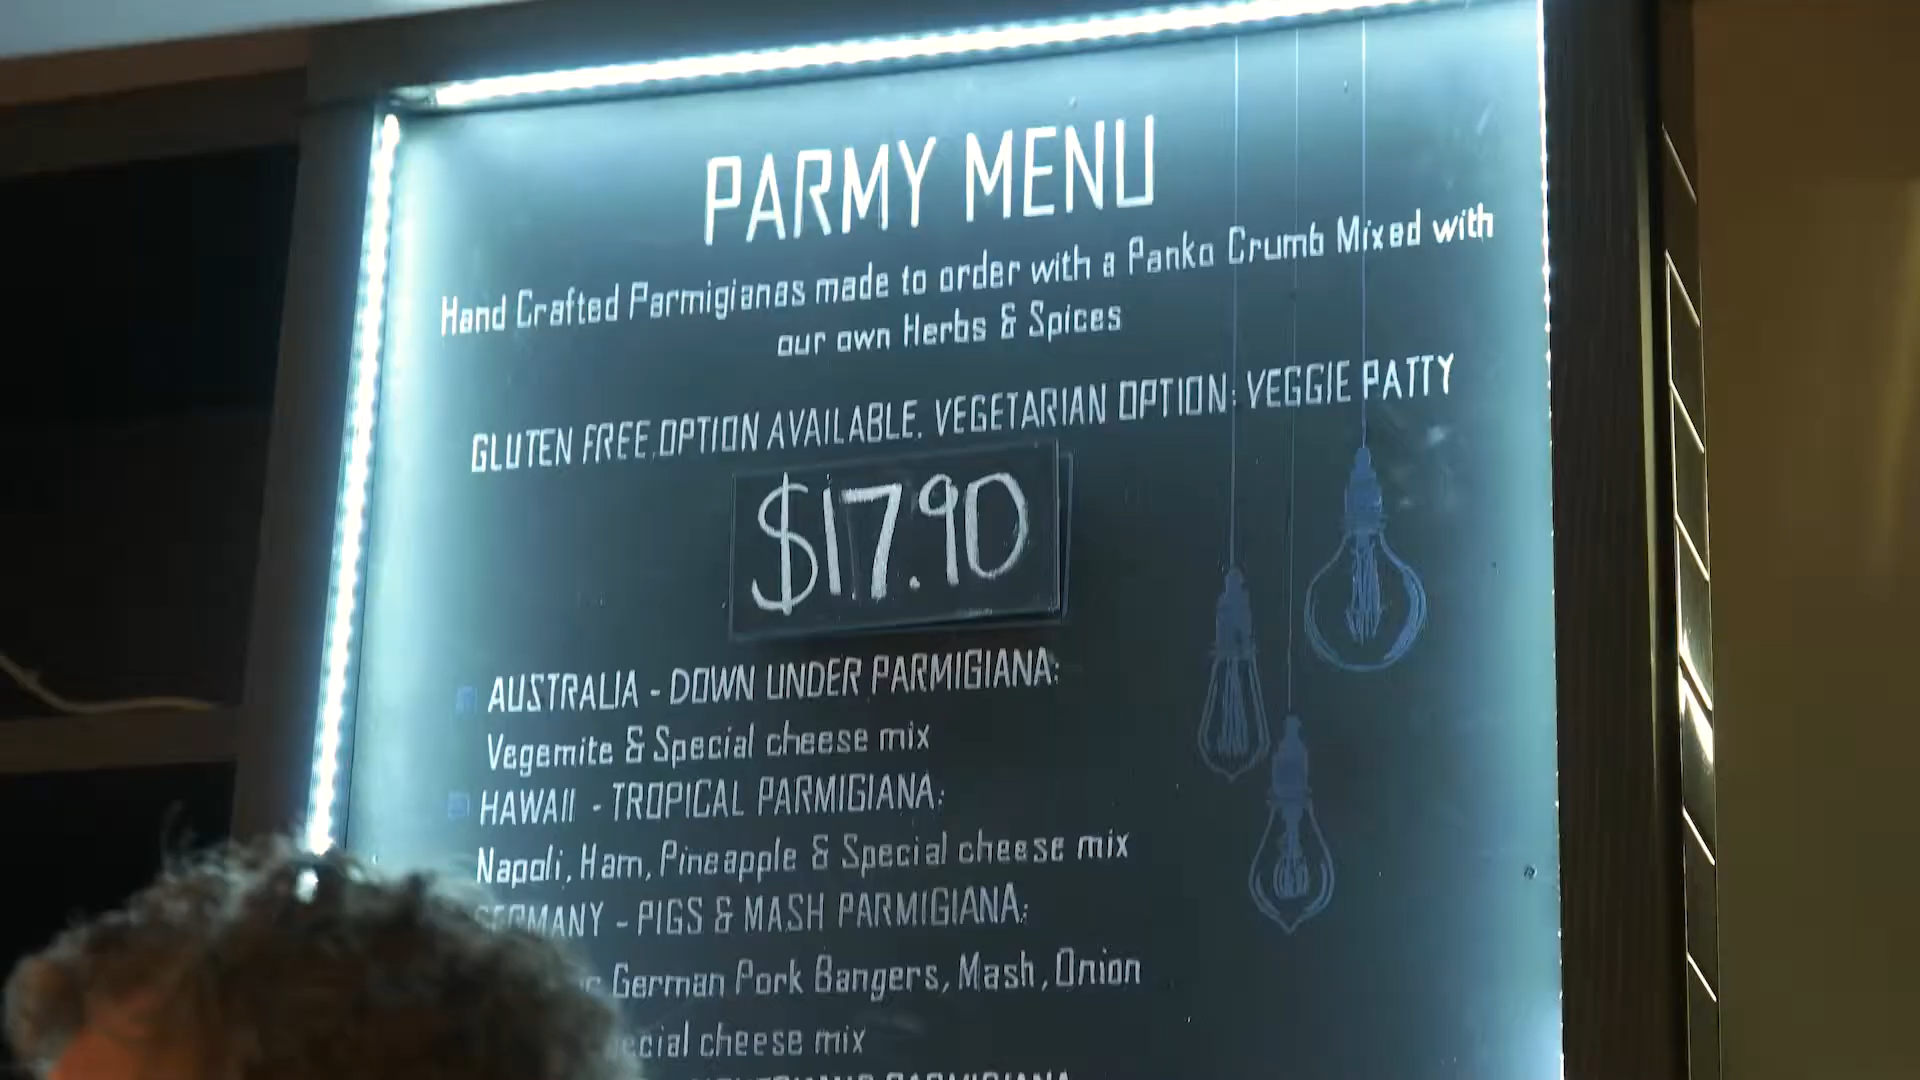 PARMY MENU
Hand Crafted Parmigianas made to order with a Panko Crumb Mixed with
our own Herbs & Spices
GLUTEN FREE OPTION AVAILABLE. VEGETARIAN OPTION: VEGGIE PATTY
$17.90
AUSTRALIA - DOWN UNDER PARMIGIANA:
Vegemite & Special cheese mix
HAWAII - TROPICAL PARMIGIANA:
Napoli, Ham, Pineapple & Special cheese mix
GERMANY - PIGS & MASH PARMIGIANA:
German Pork Bangers, Mash, Onion
cheese mix